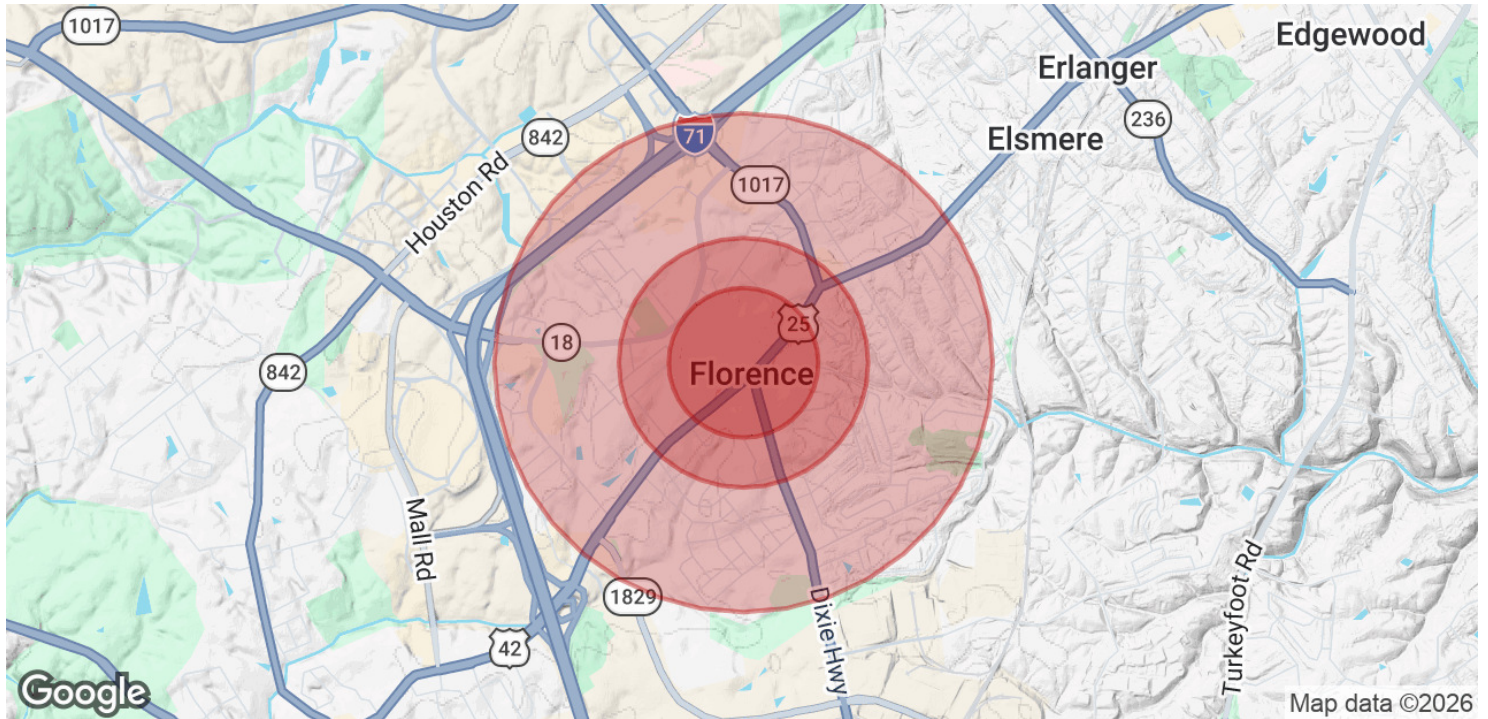 1017
Edgewood
Erlanger
236
71
842
Elsmere
Houston Rd
1017
25
18
Florence
842
Mall Rd
Turkeyfoot Rd
1829
Dixie Hwy
42
Google
Map data ©2026